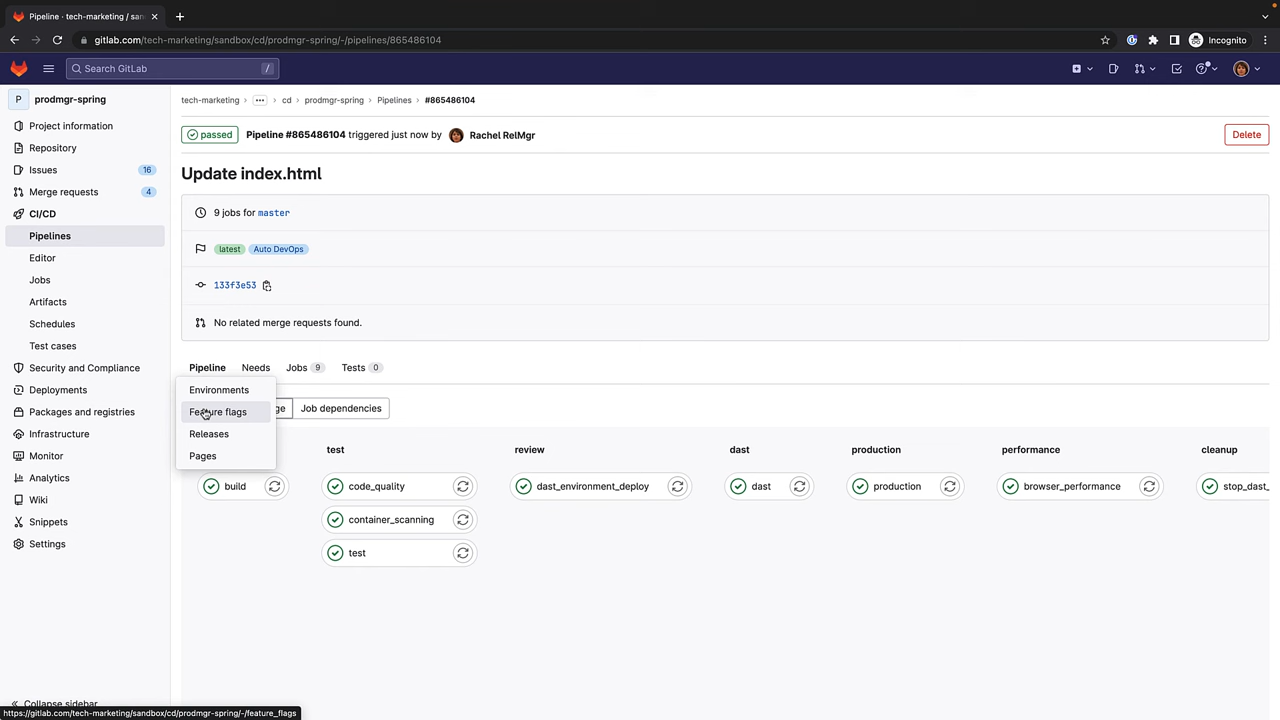 Pipeline · tech-marketing / san
gitlab.com/tech-marketing/sandbox/cd/prodmgr-spring/-/pipelines/865486104
Incognito
Search GitLab
/
P
prodmgr-spring
Project information
Repository
Issues
16
Merge requests
4
CI/CD
Pipelines
Editor
Jobs
Artifacts
Schedules
Test cases
Security and Compliance
Deployments
Packages and registries
Infrastructure
Monitor
Analytics
Wiki
Snippets
Settings
Collapse sidebar
tech-marketing
cd
prodmgr-spring
Pipelines
#865486104
passed
Pipeline #865486104 triggered just now by Rachel RelMgr
Delete
Update index.html
9 jobs for master
latest
Auto DevOps
133f3e53
No related merge requests found.
Pipeline
Needs
Jobs 9
Tests 0
Environments
Feature flags
Releases
Pages
ge
Job dependencies
build
test
code_quality
container_scanning
test
review
dast_environment_deploy
dast
dast
production
production
performance
browser_performance
cleanup
stop_dast_
https://gitlab.com/tech-marketing/sandbox/cd/prodmgr-spring/-/feature_flags